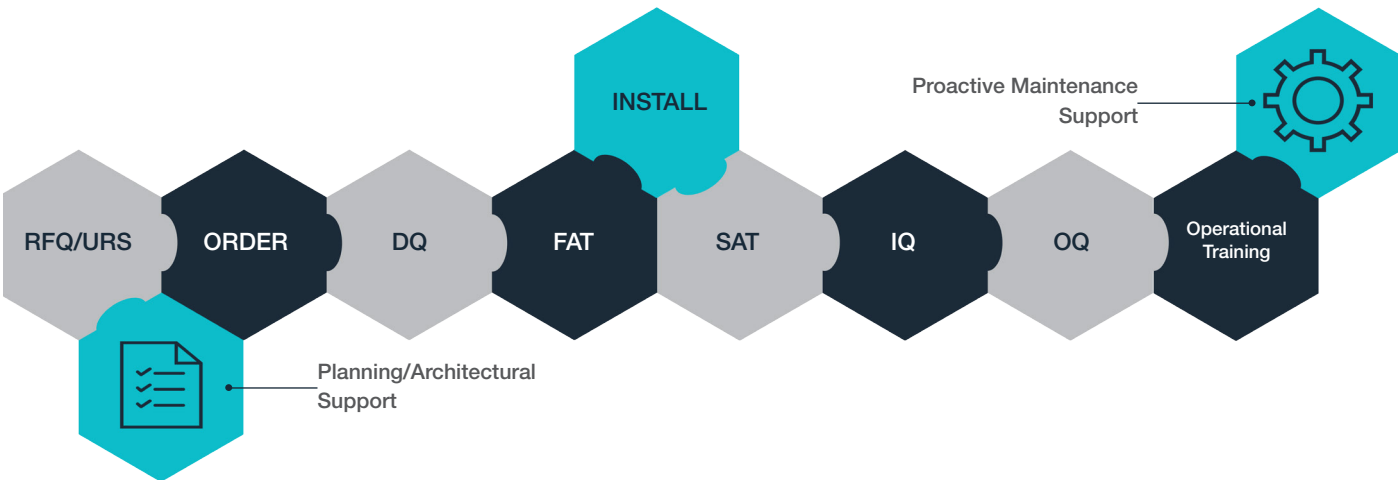 INSTALL
Proactive Maintenance
Support
RFQ/URS
ORDER
DQ
FAT
SAT
IQ
OQ
Operational
Training
Planning/Architectural
Support